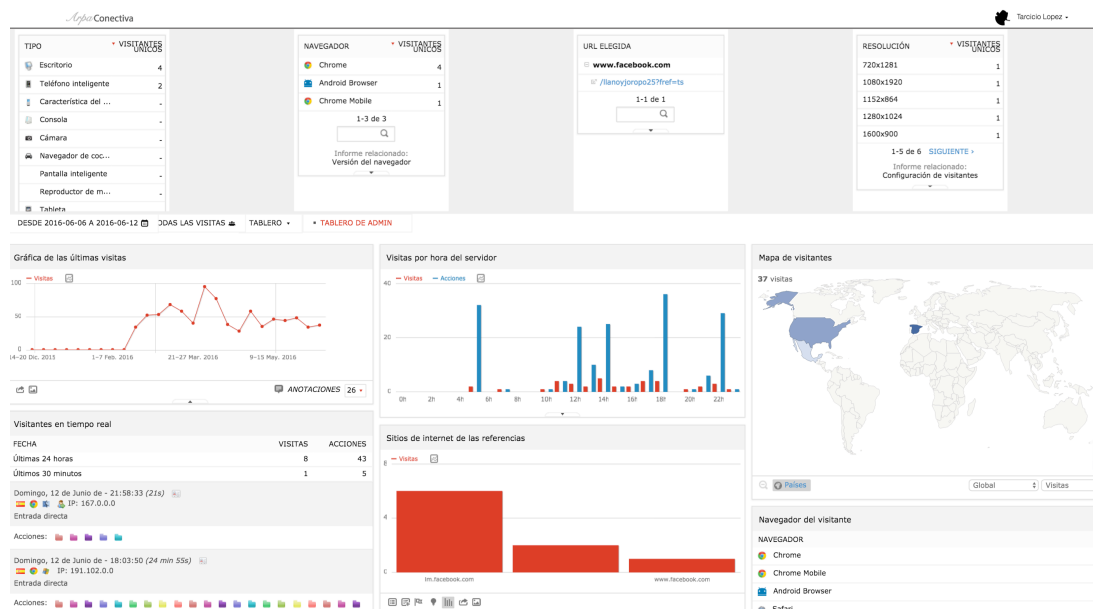 Arpa Conectiva
Tarcicio Lopez
TIPO VISITANTES ÚNICOS
Escritorio 4
Teléfono inteligente 2
Característica del ... -
Consola -
Cámara -
Navegador de coc... -
Pantalla inteligente -
Reproductor de m... -
Tableta
NAVEGADOR VISITANTES ÚNICOS
Chrome 4
Android Browser 1
Chrome Mobile 1
1-3 de 3
Informe relacionado:
Versión del navegador
URL ELEGIDA
www.facebook.com
/llanoyjoropo25?fref=ts
1-1 de 1
RESOLUCIÓN VISITANTES ÚNICOS
720x1281 1
1080x1920 1
1152x864 1
1280x1024 1
1600x900 1
1-5 de 6 SIGUIENTE ›
Informe relacionado:
Configuración de visitantes
DESDE 2016-06-06 A 2016-06-12 ODAS LAS VISITAS TABLERO TABLERO DE ADMIN
Gráfica de las últimas visitas
Visitas
100
50
0
14-20 Dic. 2015 1-7 Feb. 2016 21-27 Mar. 2016 9-15 May. 2016
ANOTACIONES 26
Visitantes en tiempo real
FECHA VISITAS ACCIONES
Últimas 24 horas 8 43
Últimos 30 minutos 1 5
Domingo, 12 de Junio de - 21:58:33 (21s)
IP: 167.0.0.0
Entrada directa
Acciones:
Domingo, 12 de Junio de - 18:03:50 (24 min 55s)
IP: 191.102.0.0
Entrada directa
Acciones:
Visitas por hora del servidor
Visitas Acciones
40
20
0
0h 2h 4h 6h 8h 10h 12h 14h 16h 18h 20h 22h
Sitios de internet de las referencias
Visitas
8
4
0
lm.facebook.com www.facebook.com
Mapa de visitantes
37 visitas
Países Global Visitas
Navegador del visitante
NAVEGADOR
Chrome
Chrome Mobile
Android Browser
Safari